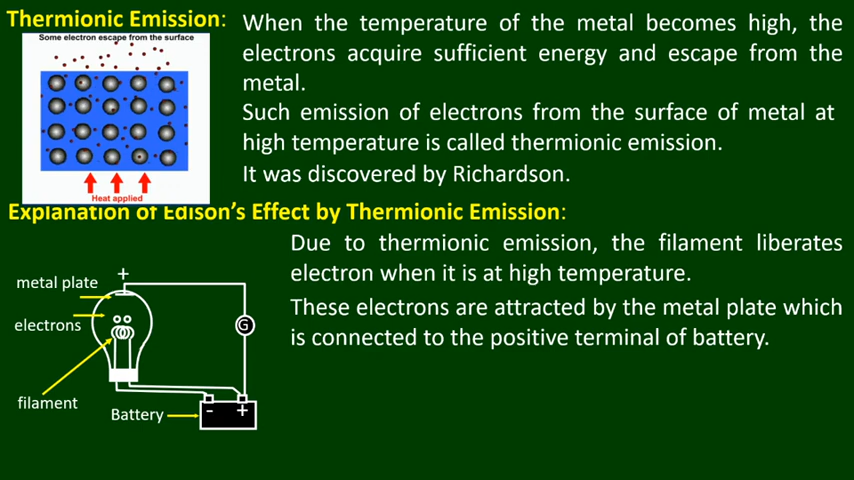 Thermionic Emission:
Some electron escape from the surface
Heat applied
When the temperature of the metal becomes high, the
electrons acquire sufficient energy and escape from the
metal.
Such emission of electrons from the surface of metal at
high temperature is called thermionic emission.
It was discovered by Richardson.
Explanation of Edison's Effect by Thermionic Emission:
Due to thermionic emission, the filament liberates
electron when it is at high temperature.
These electrons are attracted by the metal plate which
is connected to the positive terminal of battery.
+
metal plate
electrons
G
filament
Battery
- +